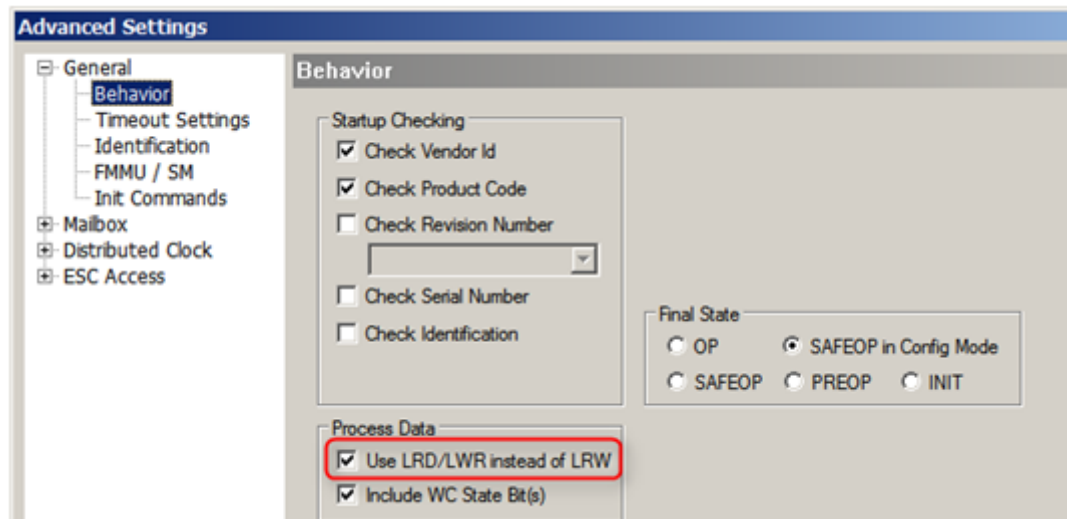 Advanced Settings
General
Behavior
Timeout Settings
Identification
FMMU / SM
Init Commands
Mailbox
Distributed Clock
ESC Access
Behavior
Startup Checking
Check Vendor Id
Check Product Code
Check Revision Number
Check Serial Number
Check Identification
Final State
OP SAFEOP in Config Mode
SAFEOP PREOP INIT
Process Data
Use LRD/LWR instead of LRW
Include WC State Bit(s)